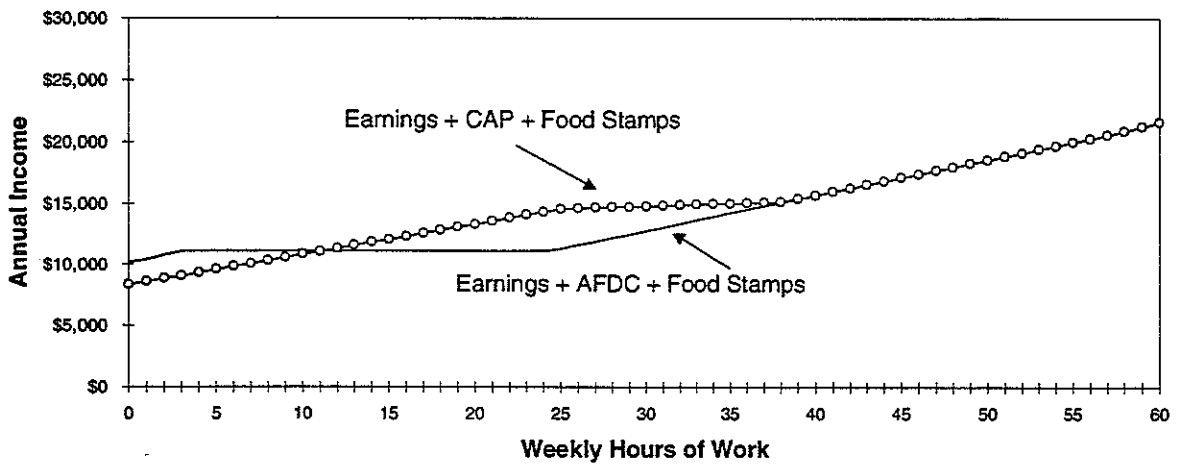 $30,000
$25,000
$20,000
$15,000
$10,000
$5,000
$0
Annual Income
Earnings + CAP + Food Stamps
Earnings + AFDC + Food Stamps
0 5 10 15 20 25 30 35 40 45 50 55 60
Weekly Hours of Work